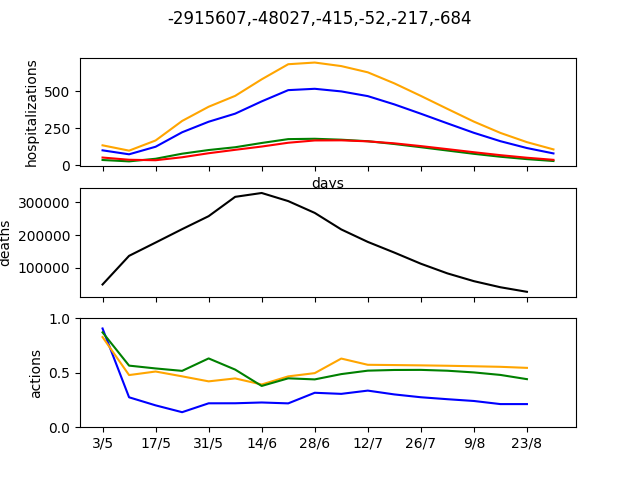 -2915607,-48027,-415,-52,-217,-684
hospitalizations
500
250
0
days
deaths
300000
200000
100000
actions
1.0
0.5
0.0
3/5 17/5 31/5 14/6 28/6 12/7 26/7 9/8 23/8